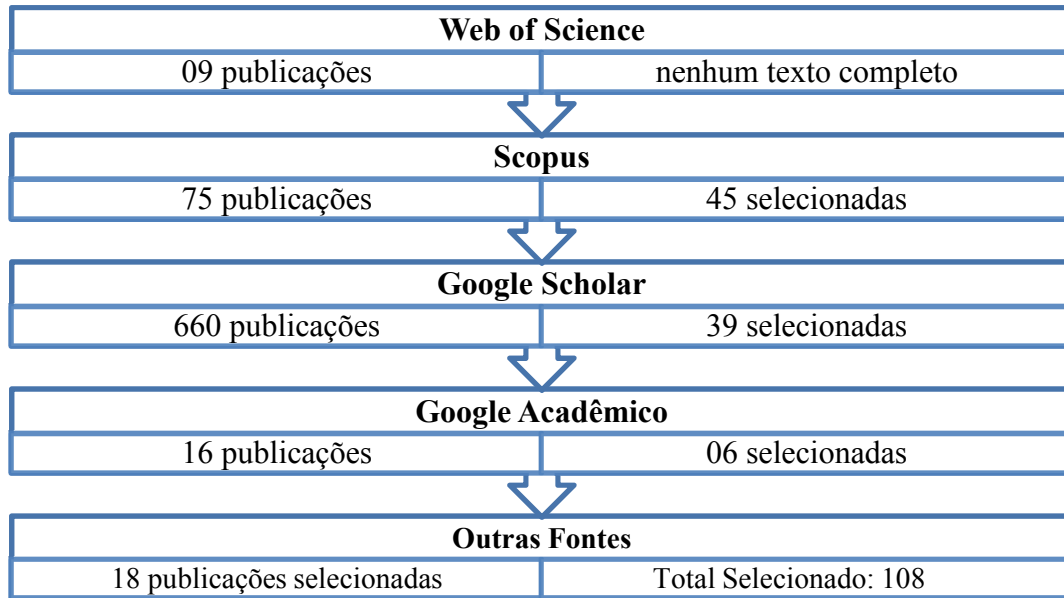 Web of Science
09 publicações nenhum texto completo
Scopus
75 publicações 45 selecionadas
Google Scholar
660 publicações 39 selecionadas
Google Acadêmico
16 publicações 06 selecionadas
Outras Fontes
18 publicações selecionadas Total Selecionado: 108